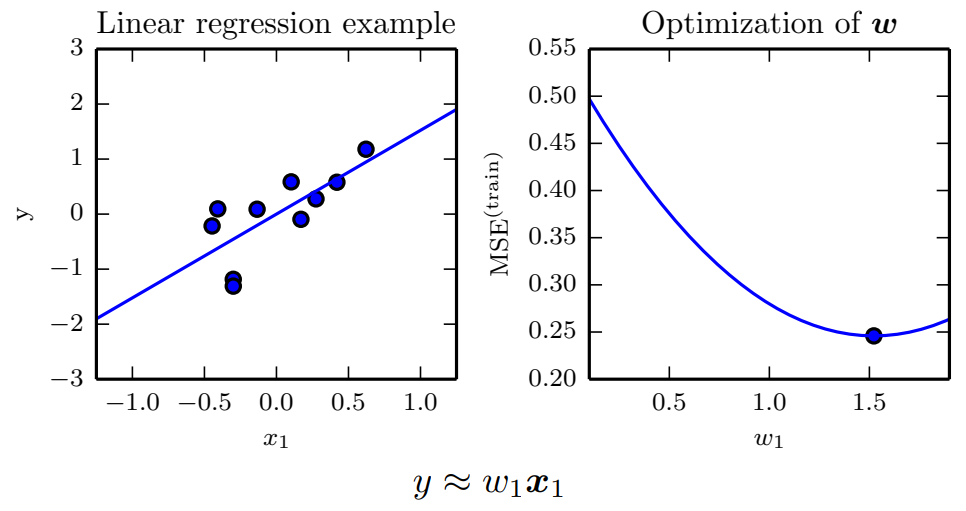 Linear regression example
3
2
1
0
−1
−2
−3
y
−1.0 −0.5 0.0 0.5 1.0
x₁
Optimization of w
0.55
0.50
0.45
0.40
0.35
0.30
0.25
0.20
MSE⁽ᵗʳᵃⁱⁿ⁾
0.5 1.0 1.5
w₁
y ≈ w₁x₁